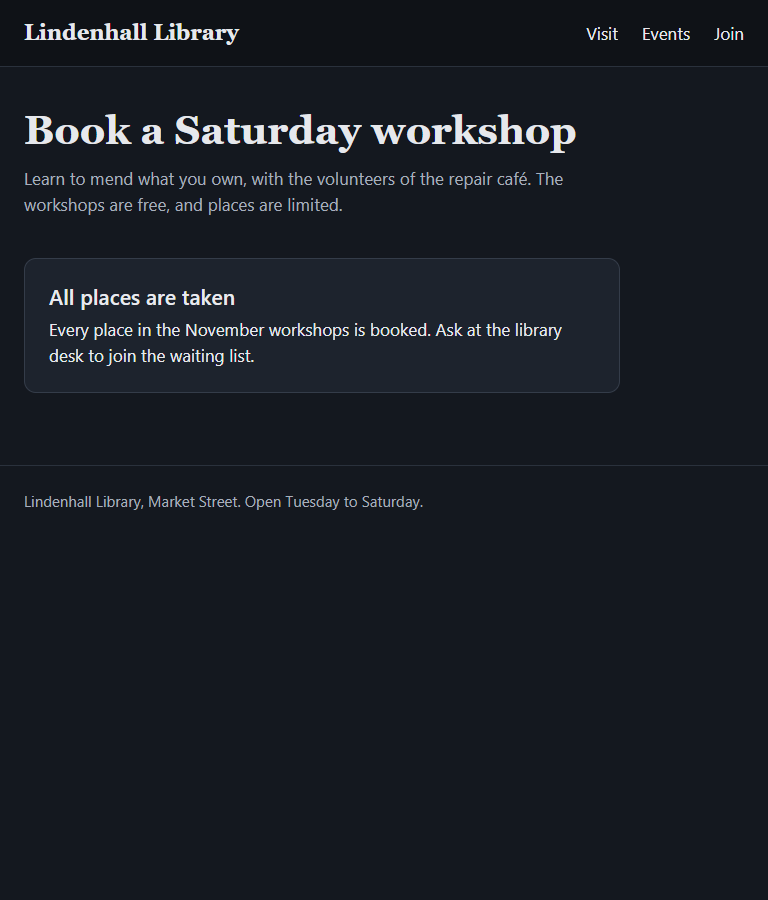 Lindenhall Library
Visit Events Join
Book a Saturday workshop
Learn to mend what you own, with the volunteers of the repair café. The
workshops are free, and places are limited.
All places are taken
Every place in the November workshops is booked. Ask at the library
desk to join the waiting list.
Lindenhall Library, Market Street. Open Tuesday to Saturday.